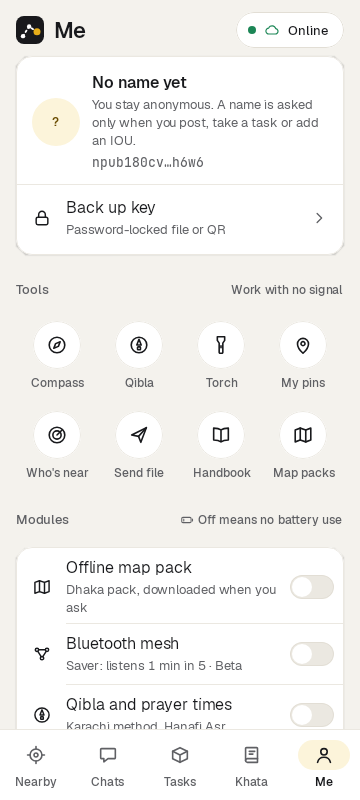 Me
Online
No name yet
You stay anonymous. A name is asked
only when you post, take a task or add
an IOU.
npub180cv…h6w6
?
Back up key
Password-locked file or QR
Tools
Work with no signal
Compass
Qibla
Torch
My pins
Who's near
Send file
Handbook
Map packs
Modules
Off means no battery use
Offline map pack
Dhaka pack, downloaded when you
ask
Bluetooth mesh
Saver: listens 1 min in 5 · Beta
Qibla and prayer times
Karachi method, Hanafi Asr
Nearby
Chats
Tasks
Khata
Me